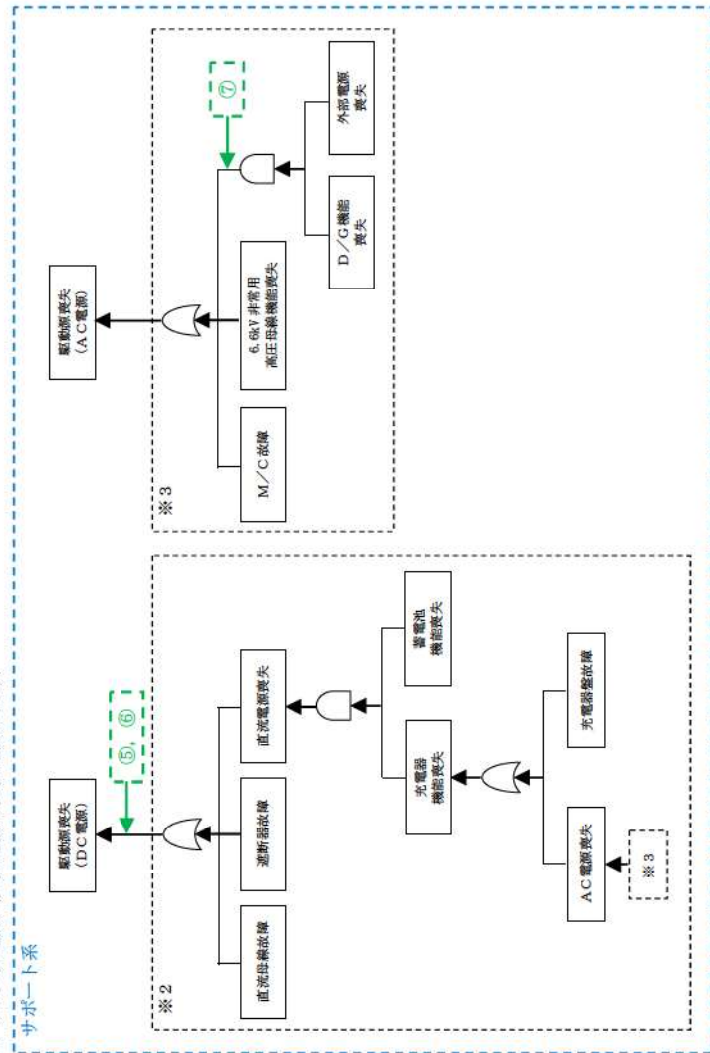 サポート系
駆動源喪失
(DC電源)
⑤, ⑥
※2
直流母線故障
遮断器故障
直流電源喪失
充電器
機能喪失
蓄電池
機能喪失
AC電源喪失
充電器盤故障
※3
駆動源喪失
(AC電源)
※3
M/C故障
6.6kV 非常用
高圧母線機能喪失
⑦
D/G機能
喪失
外部電源
喪失